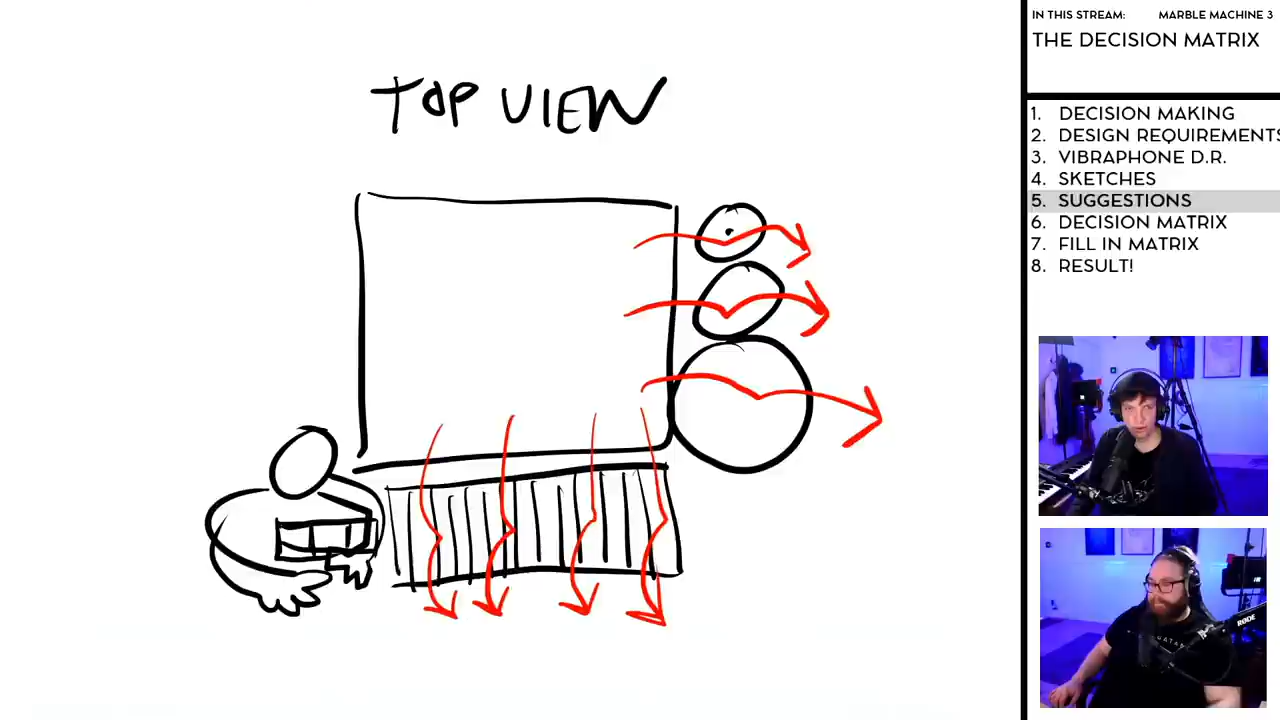 IN THIS STREAM: MARBLE MACHINE 3
THE DECISION MATRIX
TOP VIEW
1. DECISION MAKING
2. DESIGN REQUIREMENTS
3. VIBRAPHONE D.R.
4. SKETCHES
5. SUGGESTIONS
6. DECISION MATRIX
7. FILL IN MATRIX
8. RESULT!
RODE